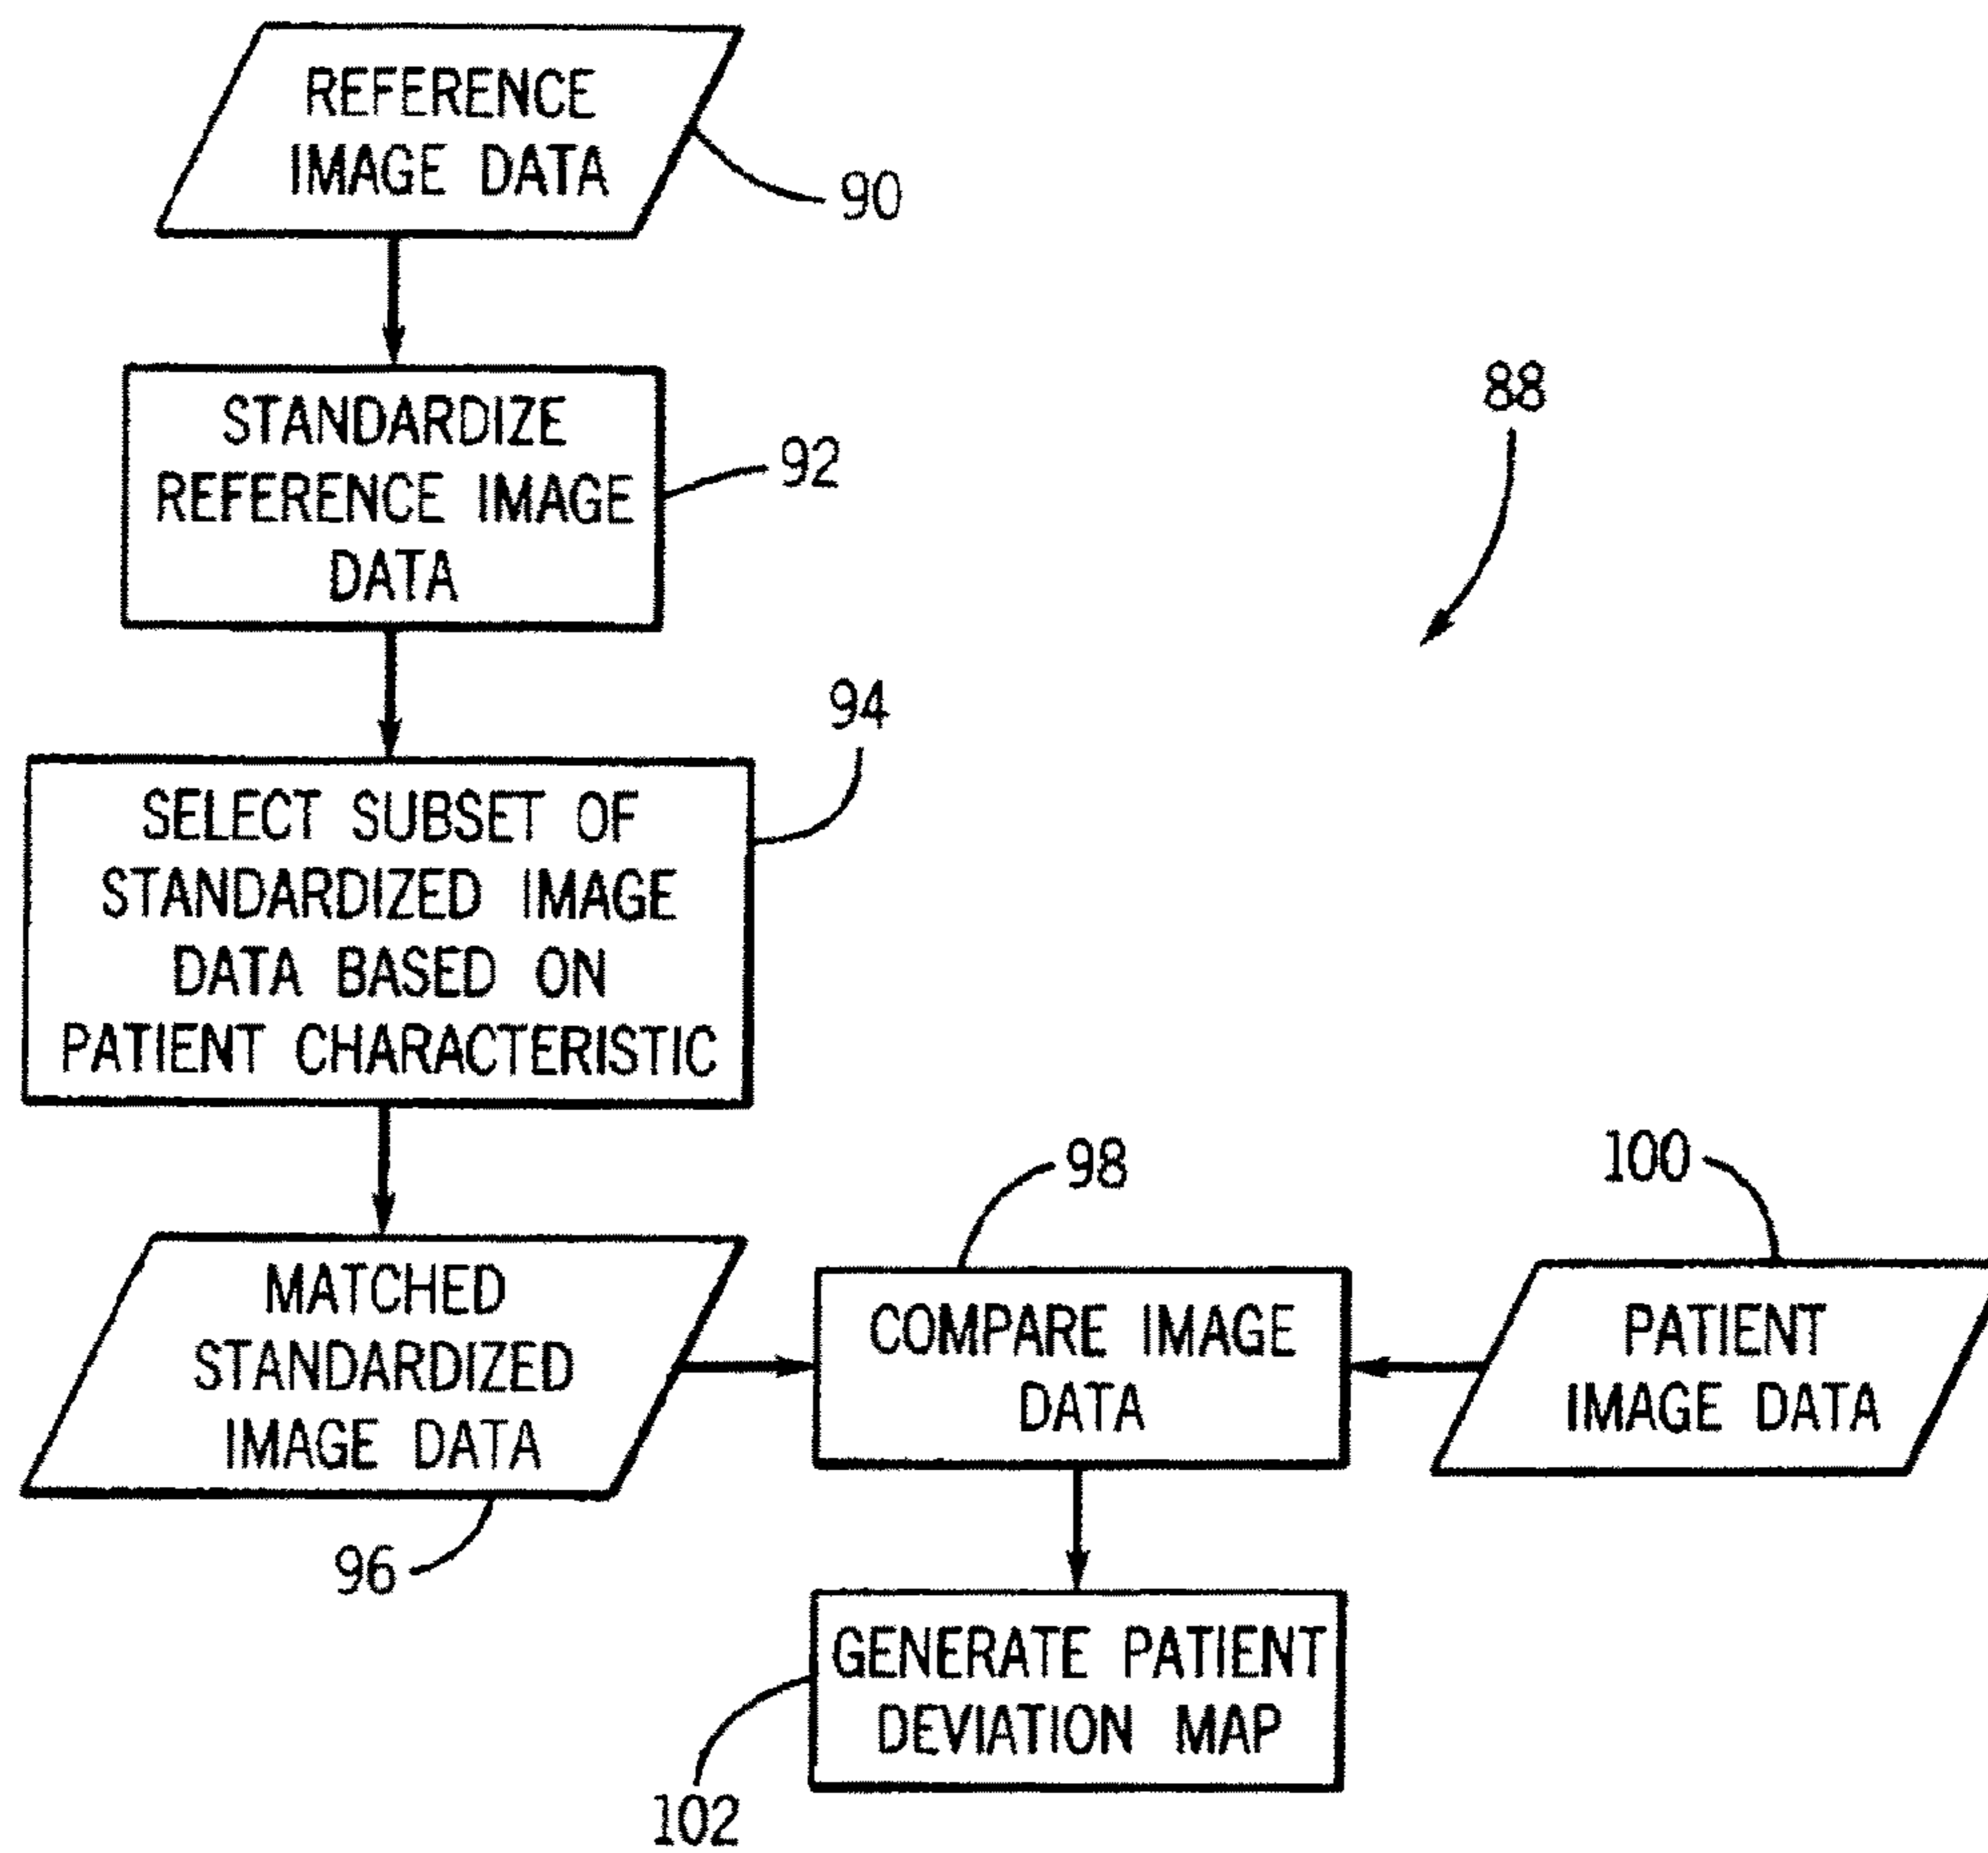 REFERENCE
IMAGE DATA
90
STANDARDIZE
REFERENCE IMAGE
DATA
92
88
94
SELECT SUBSET OF
STANDARDIZED IMAGE
DATA BASED ON
PATIENT CHARACTERISTIC
MATCHED
STANDARDIZED
IMAGE DATA
96
98
COMPARE IMAGE
DATA
100
PATIENT
IMAGE DATA
GENERATE PATIENT
DEVIATION MAP
102